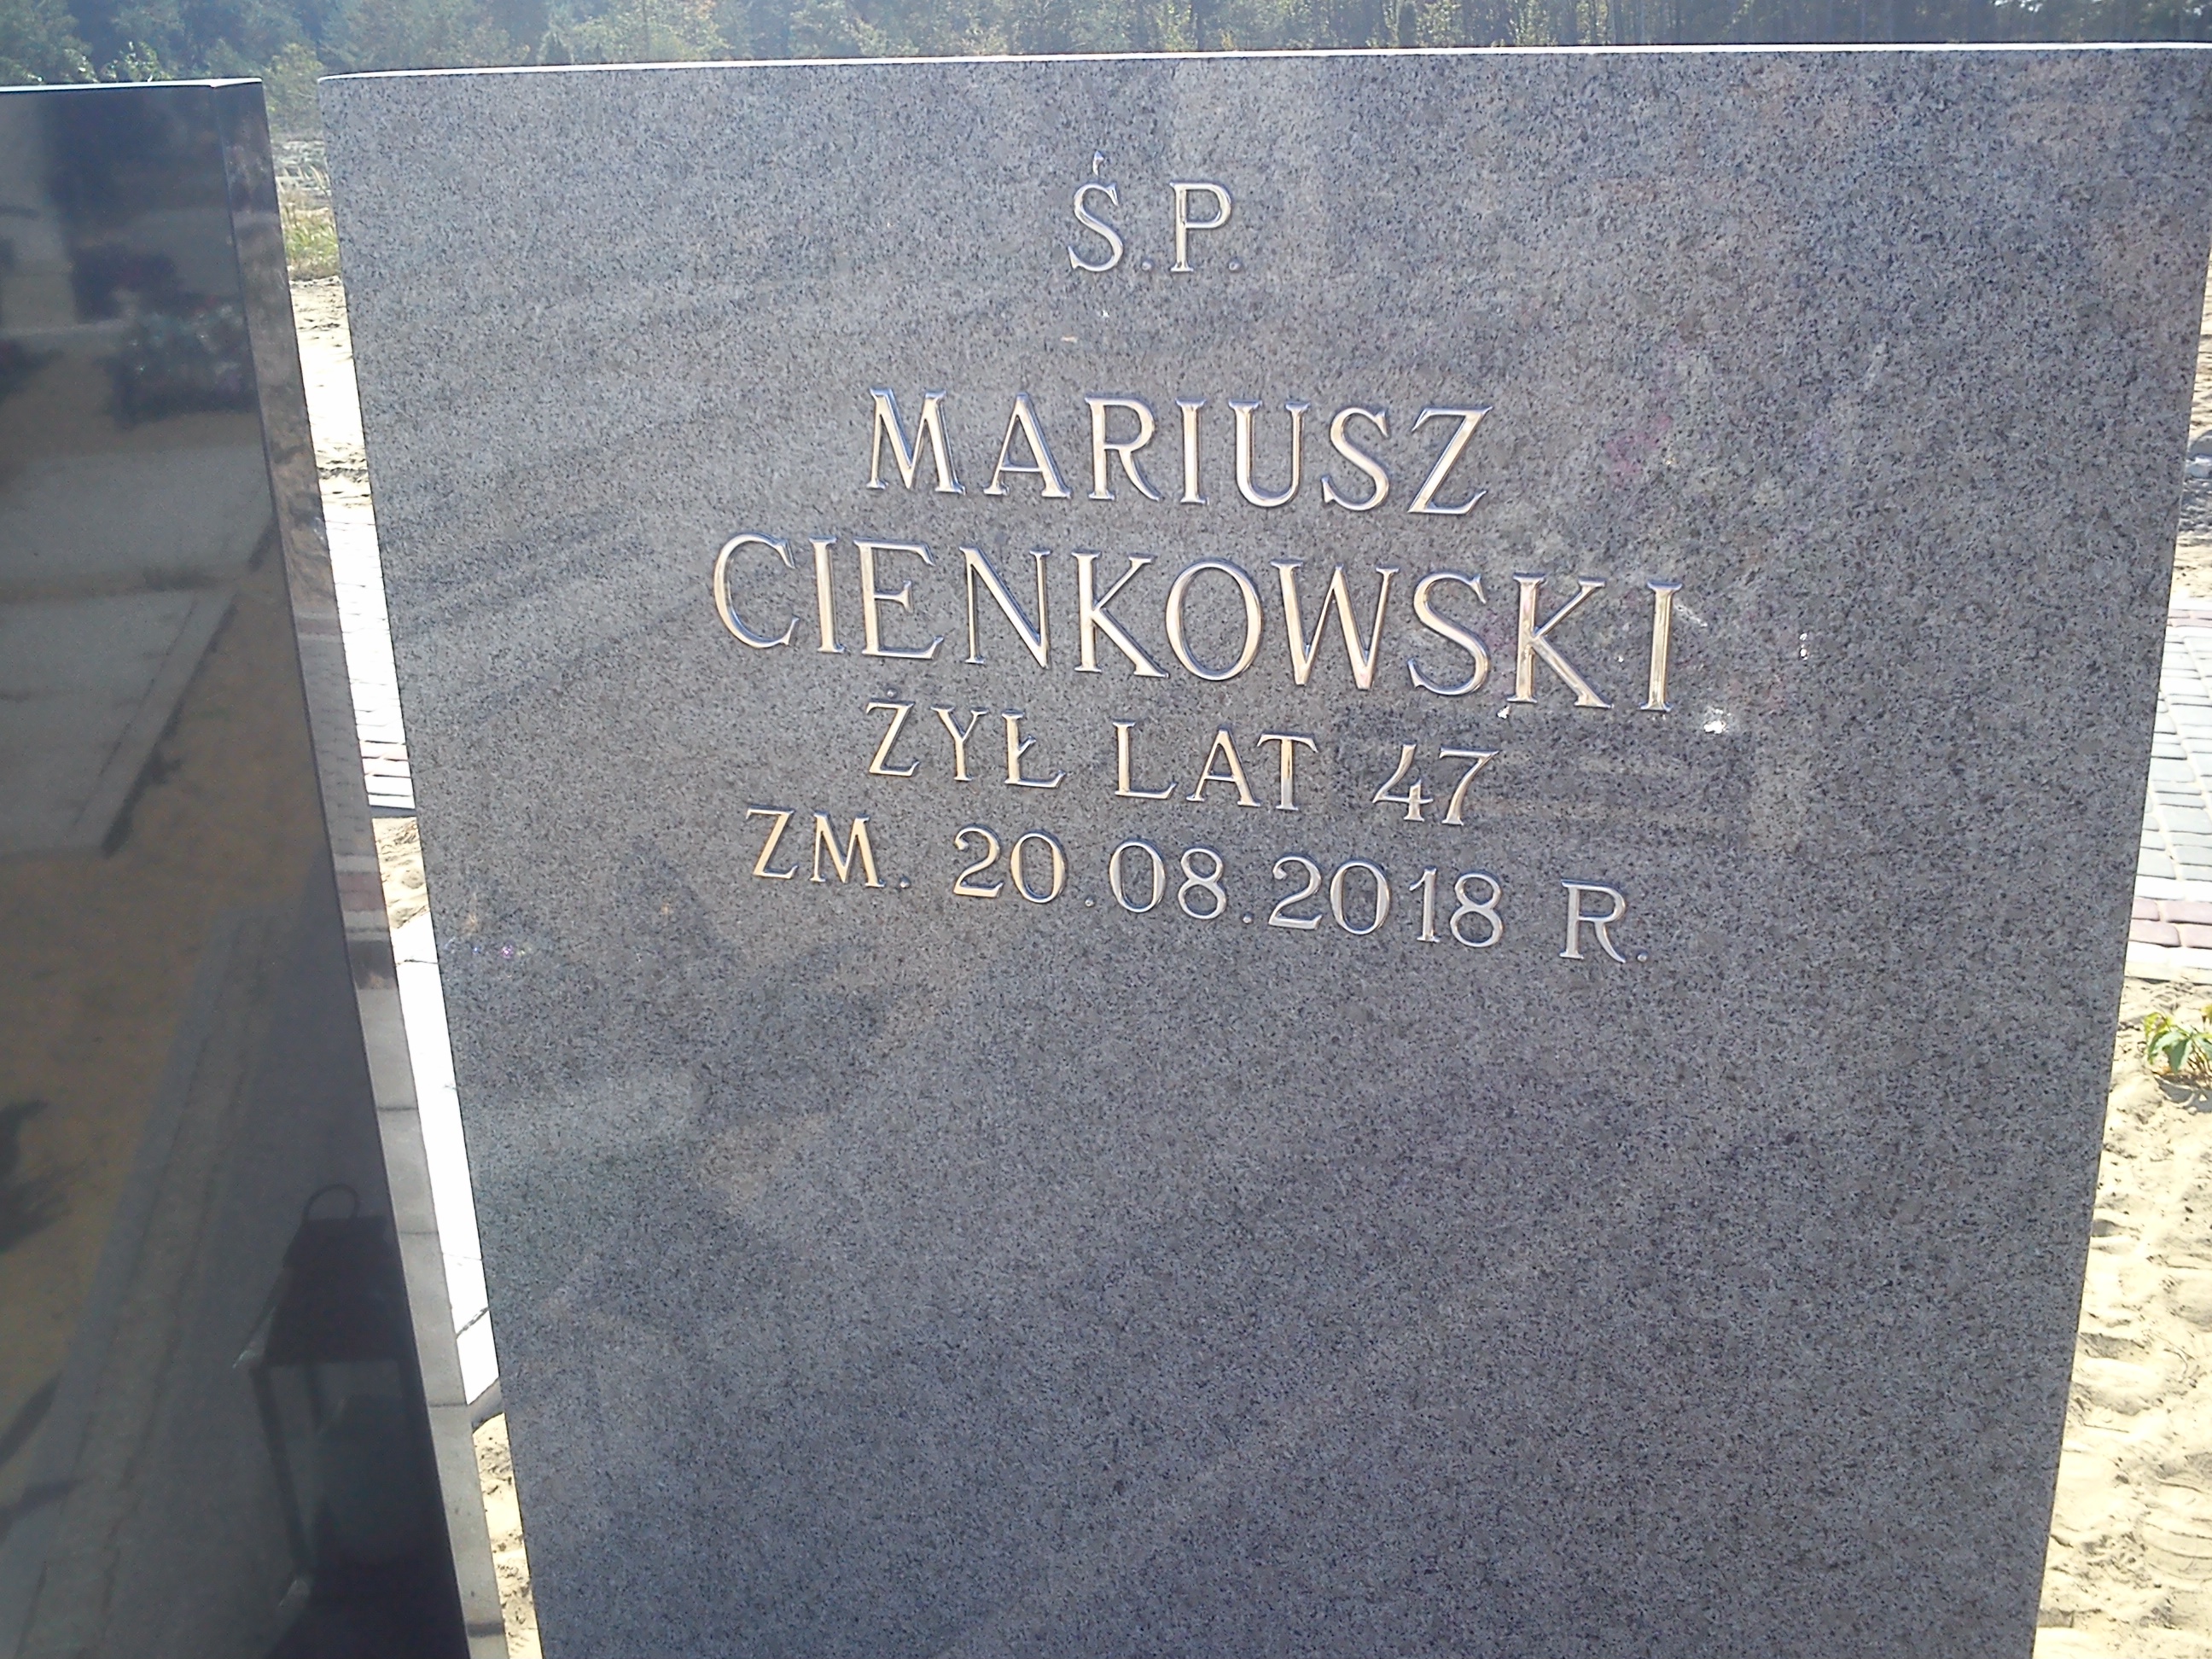 Ś.P.
MARIUSZ
CIENKOWSKI
ŻYŁ LAT 47
ZM. 20.08.2018 R.